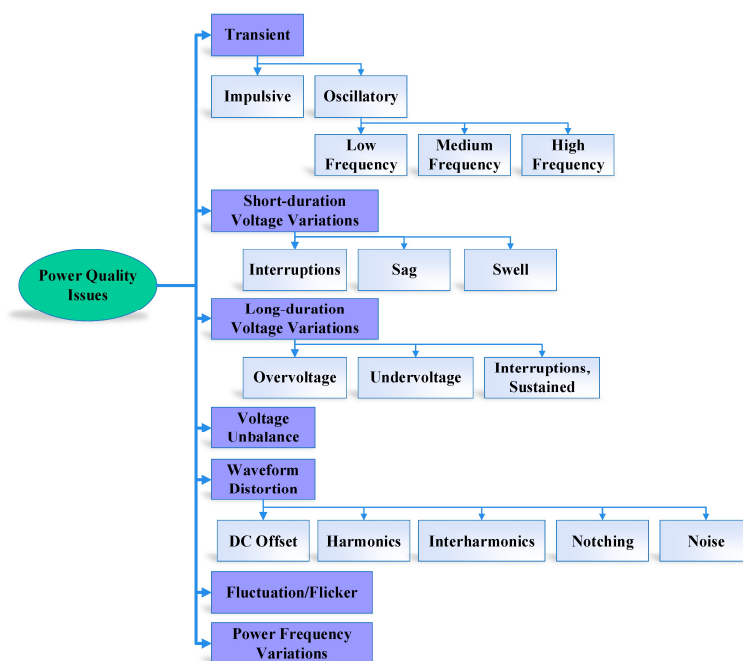 Transient
Impulsive
Oscillatory
Low
Frequency
Medium
Frequency
High
Frequency
Short-duration
Voltage Variations
Interruptions
Sag
Swell
Power Quality
Issues
Long-duration
Voltage Variations
Overvoltage
Undervoltage
Interruptions,
Sustained
Voltage
Unbalance
Waveform
Distortion
DC Offset
Harmonics
Interharmonics
Notching
Noise
Fluctuation/Flicker
Power Frequency
Variations